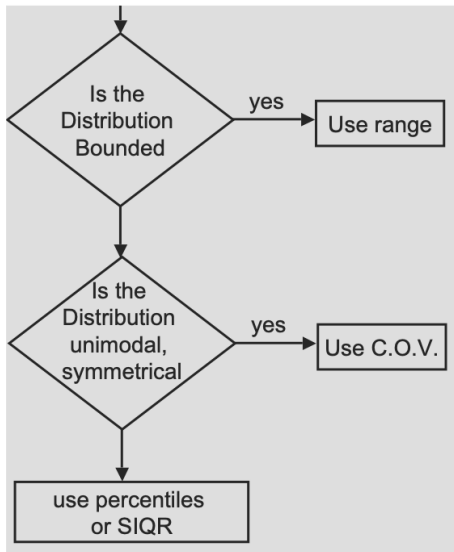 Is the
Distribution
Bounded
yes
Use range
Is the
Distribution
unimodal,
symmetrical
yes
Use C.O.V.
use percentiles
or SIQR